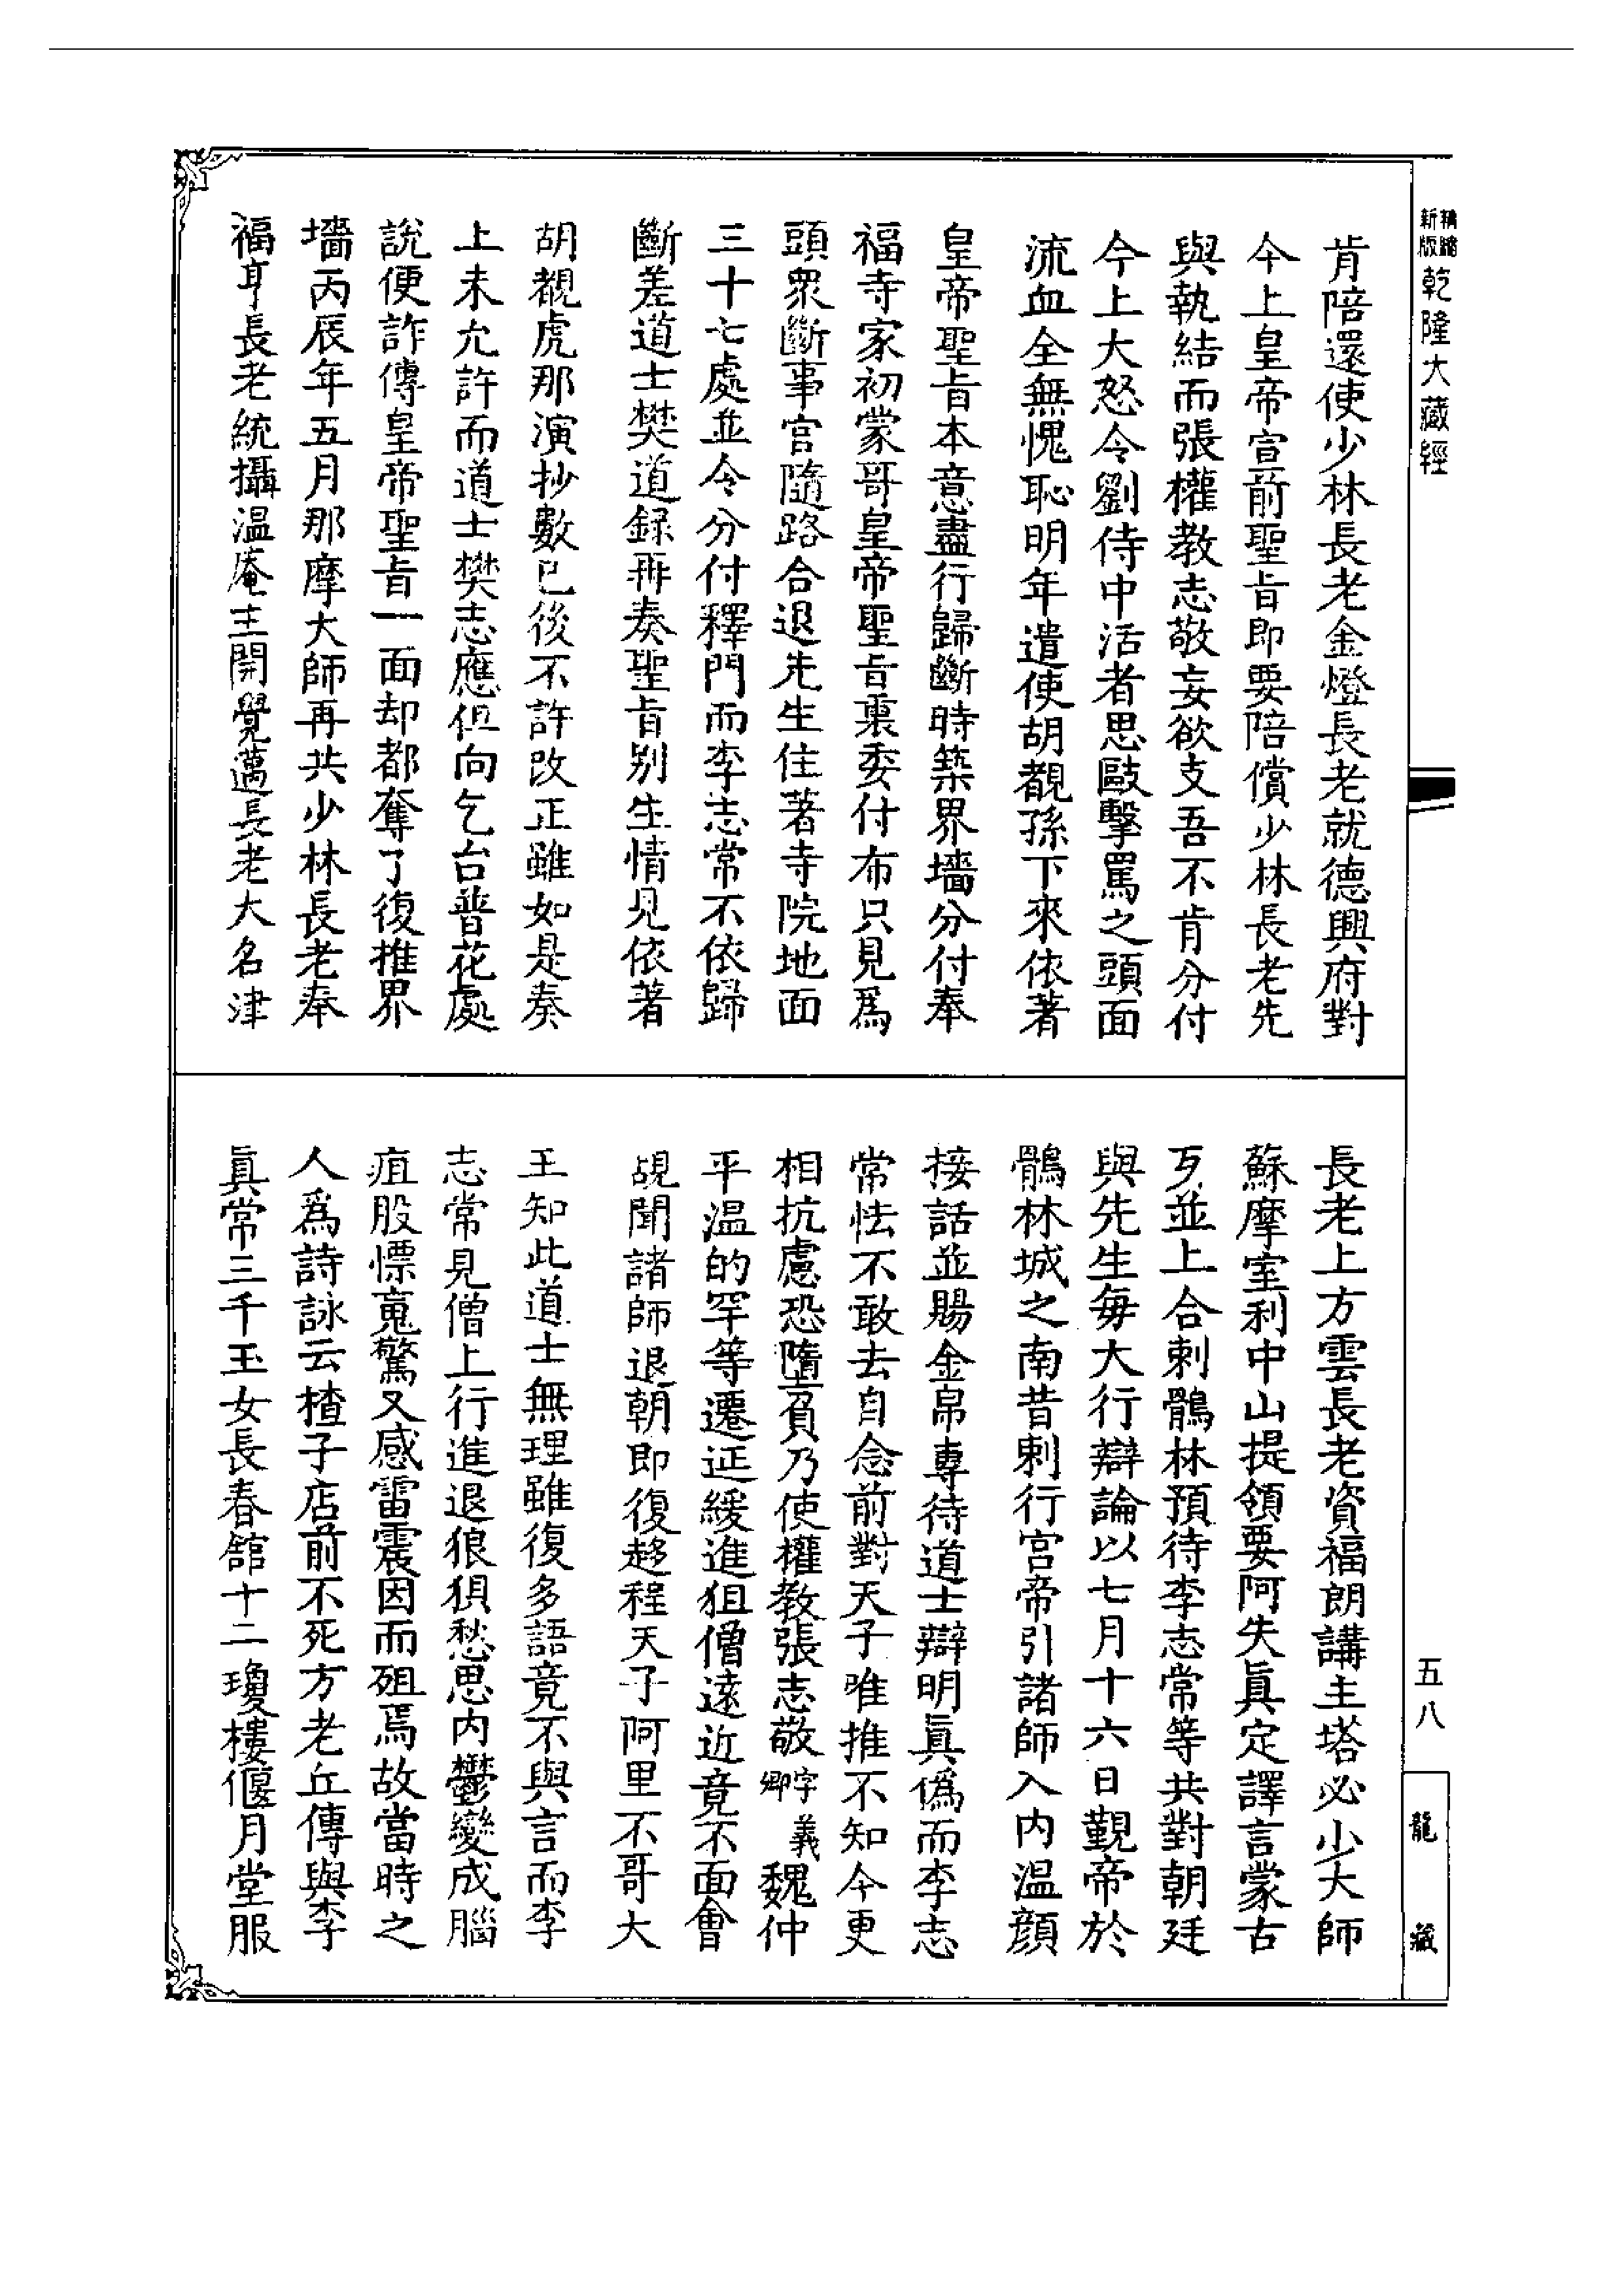 精縮新版乾隆大藏經
肯陪還使少林長老金燈長老就德興府對
今上皇帝宣前聖旨即要陪償少林長老先
與執結而張權教志敬妄欲支吾不肯分付
今上大怒令劉侍中活者思毆擊罵之頭面
流血全無愧恥明年遣使胡覩孫下來依著
皇帝聖旨本意盡行歸斷時築界墻分付奉
福寺家初蒙哥皇帝聖旨裏委付布只見爲
頭衆斷事官隨路合退先生住著寺院地面
三十七處並令分付釋門而李志常不依歸
斷差道士樊道録再奏聖旨别生情見依著
胡覩虎那演抄數已後不許改正雖如是奏
上未允許而道士樊志應但向乞台普花處
說便詐傳皇帝聖旨一面却都奪了復推界
墻丙辰年五月那摩大師再共少林長老奉
福亨長老統攝溫庵主開覺邁長老大名津
長老上方雲長老資福朗講主塔必少大師
蘇摩室利中山提領要阿失眞定譯言蒙古
歹並上合剌鶻林預待李志常等共對朝廷
與先生每大行辯論以七月十六日覲帝於
鶻林城之南昔剌行宮帝引諸師入内温顔
接話並賜金帛專待道士辯明眞偽而李志
常怯不敢去自念前對天子唯推不知今更
相抗慮恐墮負乃使權教張志敬字義卿魏仲
平温的罕等遷延緩進狙僧遠近竟不面會
覘聞諸師退朝即復趍程天子阿里不哥大
王知此道士無理雖復多語竟不與言而李
志常見僧上行進退狼狽愁思内鬱變成腦
疽股慄寬驚又感雷震因而殂焉故當時之
人爲詩詠云楂子店前不死方老丘傳與李
眞常三千玉女長春舘十二瓊樓偃月堂服
五八
龍藏